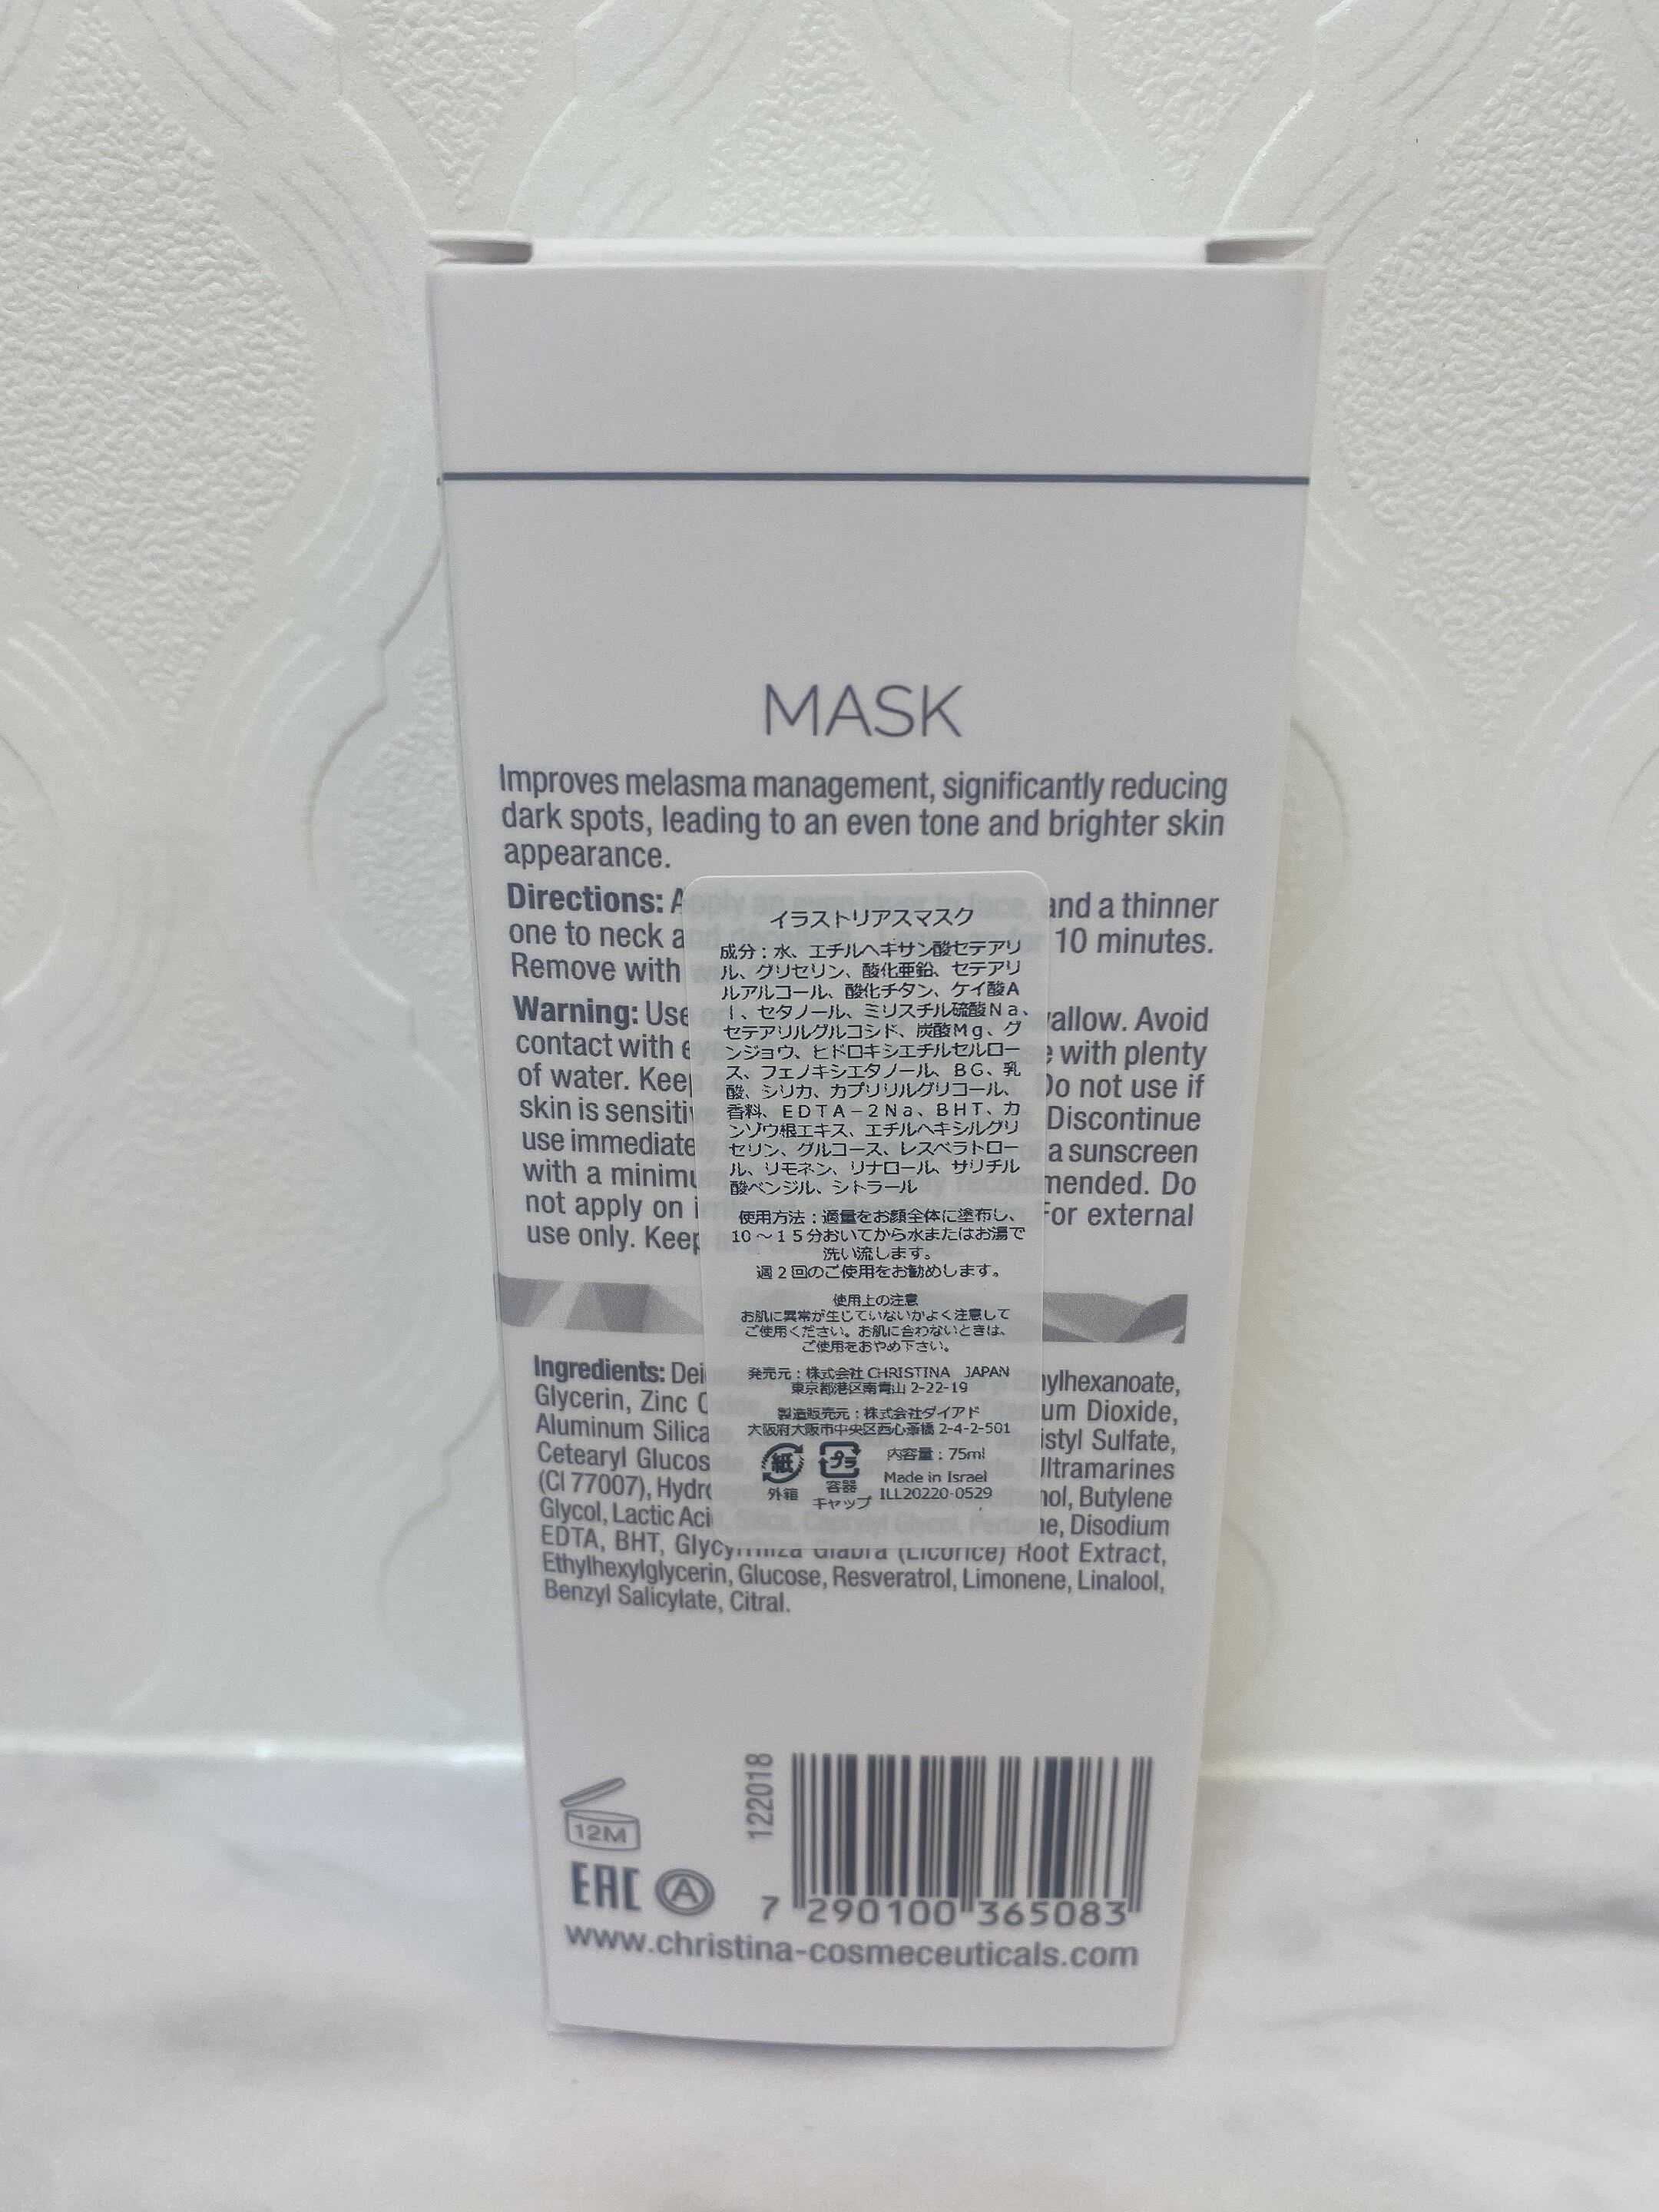 MASK
Improves melasma management, significantly reducing
dark spots, leading to an even tone and brighter skin
appearance.
Directions: Apply an even layer to face, and a thinner
one to neck and for 10 minutes.
Remove with
Warning: Use wallow. Avoid
contact with with plenty
of water. Keep Do not use if
skin is sensitive Discontinue
use immediately a sunscreen
with a minimum recommended. Do
not apply on For external
use only. Keep
イラストリアスマスク
成分：水、エチルヘキサン酸セテアリ
ル、グリセリン、酸化亜鉛、セテアリ
ルアルコール、酸化チタン、ケイ酸A
l、セタノール、ミリスチル硫酸Na、
セテアリルグルコシド、炭酸Mg、グ
ンジョウ、ヒドロキシエチルセルロー
ス、フェノキシエタノール、BG、乳
酸、シリカ、カプリリルグリコール、
香料、EDTA－2Na、BHT、カ
ンゾウ根エキス、エチルヘキシルグリ
セリン、グルコース、レスベラトロー
ル、リモネン、リナロール、サリチル
酸ベンジル、シトラール
使用方法：適量をお顔全体に塗布し、
10～15分おいてから水またはお湯で
洗い流します。
週2回のご使用をお勧めします。
使用上の注意
お肌に異常が生じていないかよく注意して
ご使用ください。お肌に合わないときは、
ご使用をおやめ下さい。
発売元：株式会社 CHRISTINA JAPAN
東京都港区南青山 2-22-19
製造販売元：株式会社ダイアド
大阪府大阪市中央区西心斎橋 2-4-2-501
紙 プラ 内容量：75ml
外箱 容器 Made in Israel
キャップ ILL20220-0529
Ingredients: ylhexanoate,
Glycerin, Zinc Oxide, Titanium Dioxide,
Aluminum Silicate, Myristyl Sulfate,
Cetearyl Glucoside, Ultramarines
(CI 77007), Butylene
Glycol, Lactic Acid, Silica, Caprylyl Glycol, Perfume, Disodium
EDTA, BHT, Glycyrrhiza Glabra (Licorice) Root Extract,
Ethylhexylglycerin, Glucose, Resveratrol, Limonene, Linalool,
Benzyl Salicylate, Citral.
122018
12M
EAC A
7 290100 365083
www.christina-cosmeceuticals.com